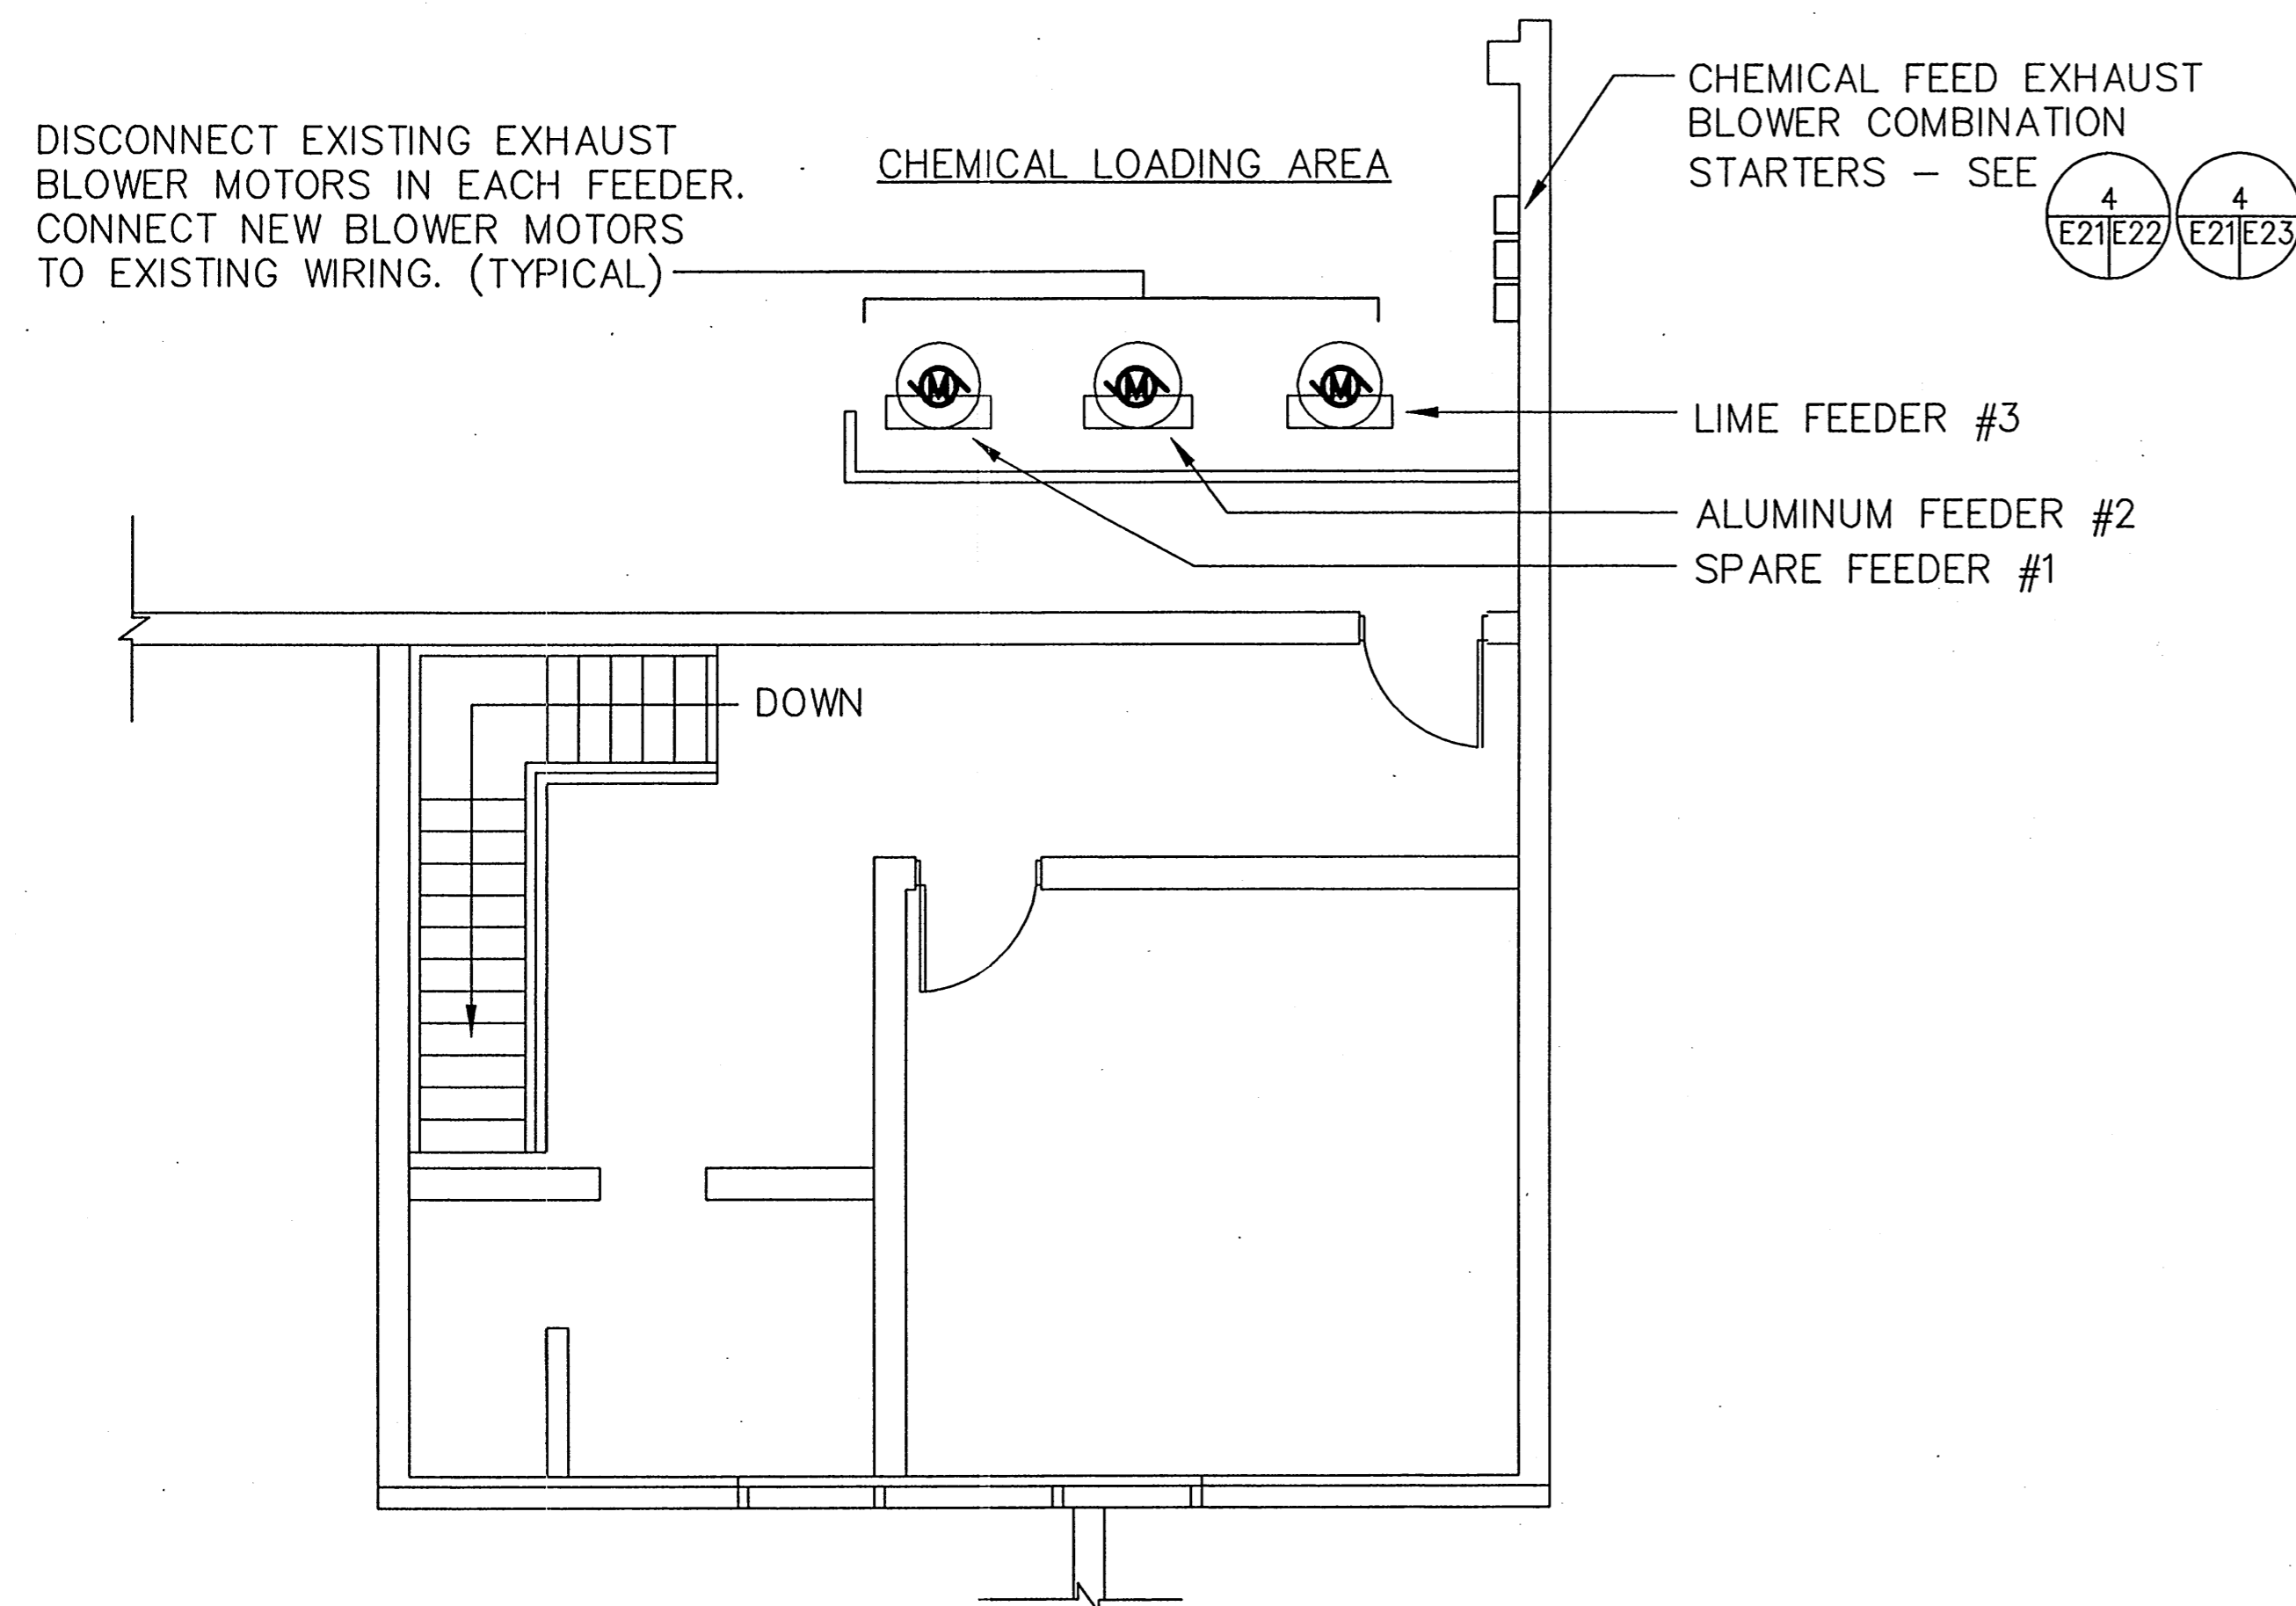 DISCONNECT EXISTING EXHAUST
BLOWER MOTORS IN EACH FEEDER.
CONNECT NEW BLOWER MOTORS
TO EXISTING WIRING. (TYPICAL)
CHEMICAL LOADING AREA
CHEMICAL FEED EXHAUST
BLOWER COMBINATION
STARTERS – SEE
4
E21 E22
4
E21 E23
M
M
M
LIME FEEDER #3
ALUMINUM FEEDER #2
SPARE FEEDER #1
DOWN